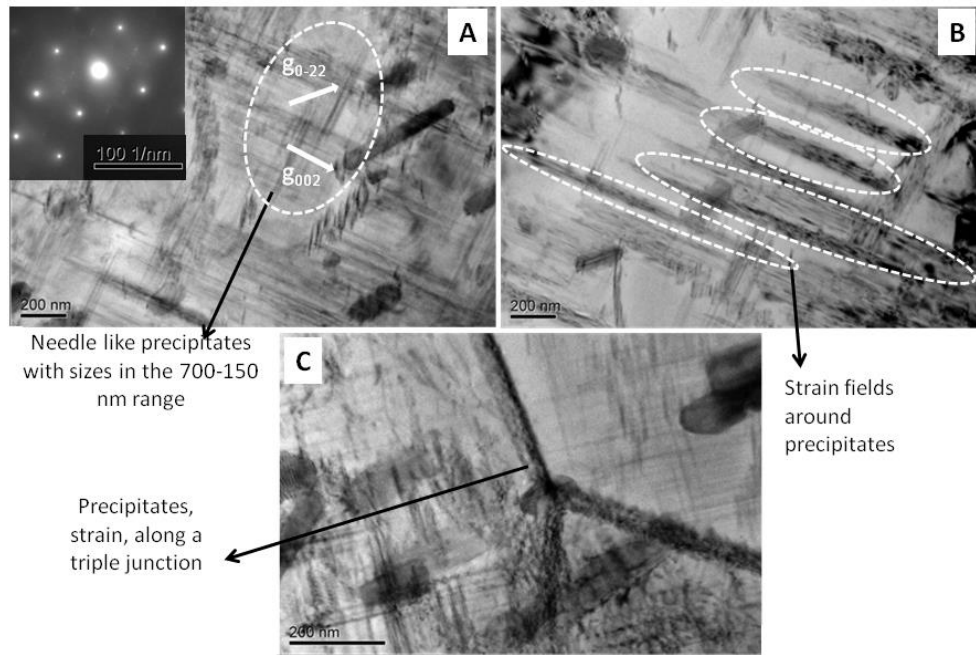 A
B
g0-22
g002
100 1/nm
200 nm
200 nm
Needle like precipitates
with sizes in the 700-150
nm range
C
Strain fields
around
precipitates
Precipitates,
strain, along a
triple junction
200 nm